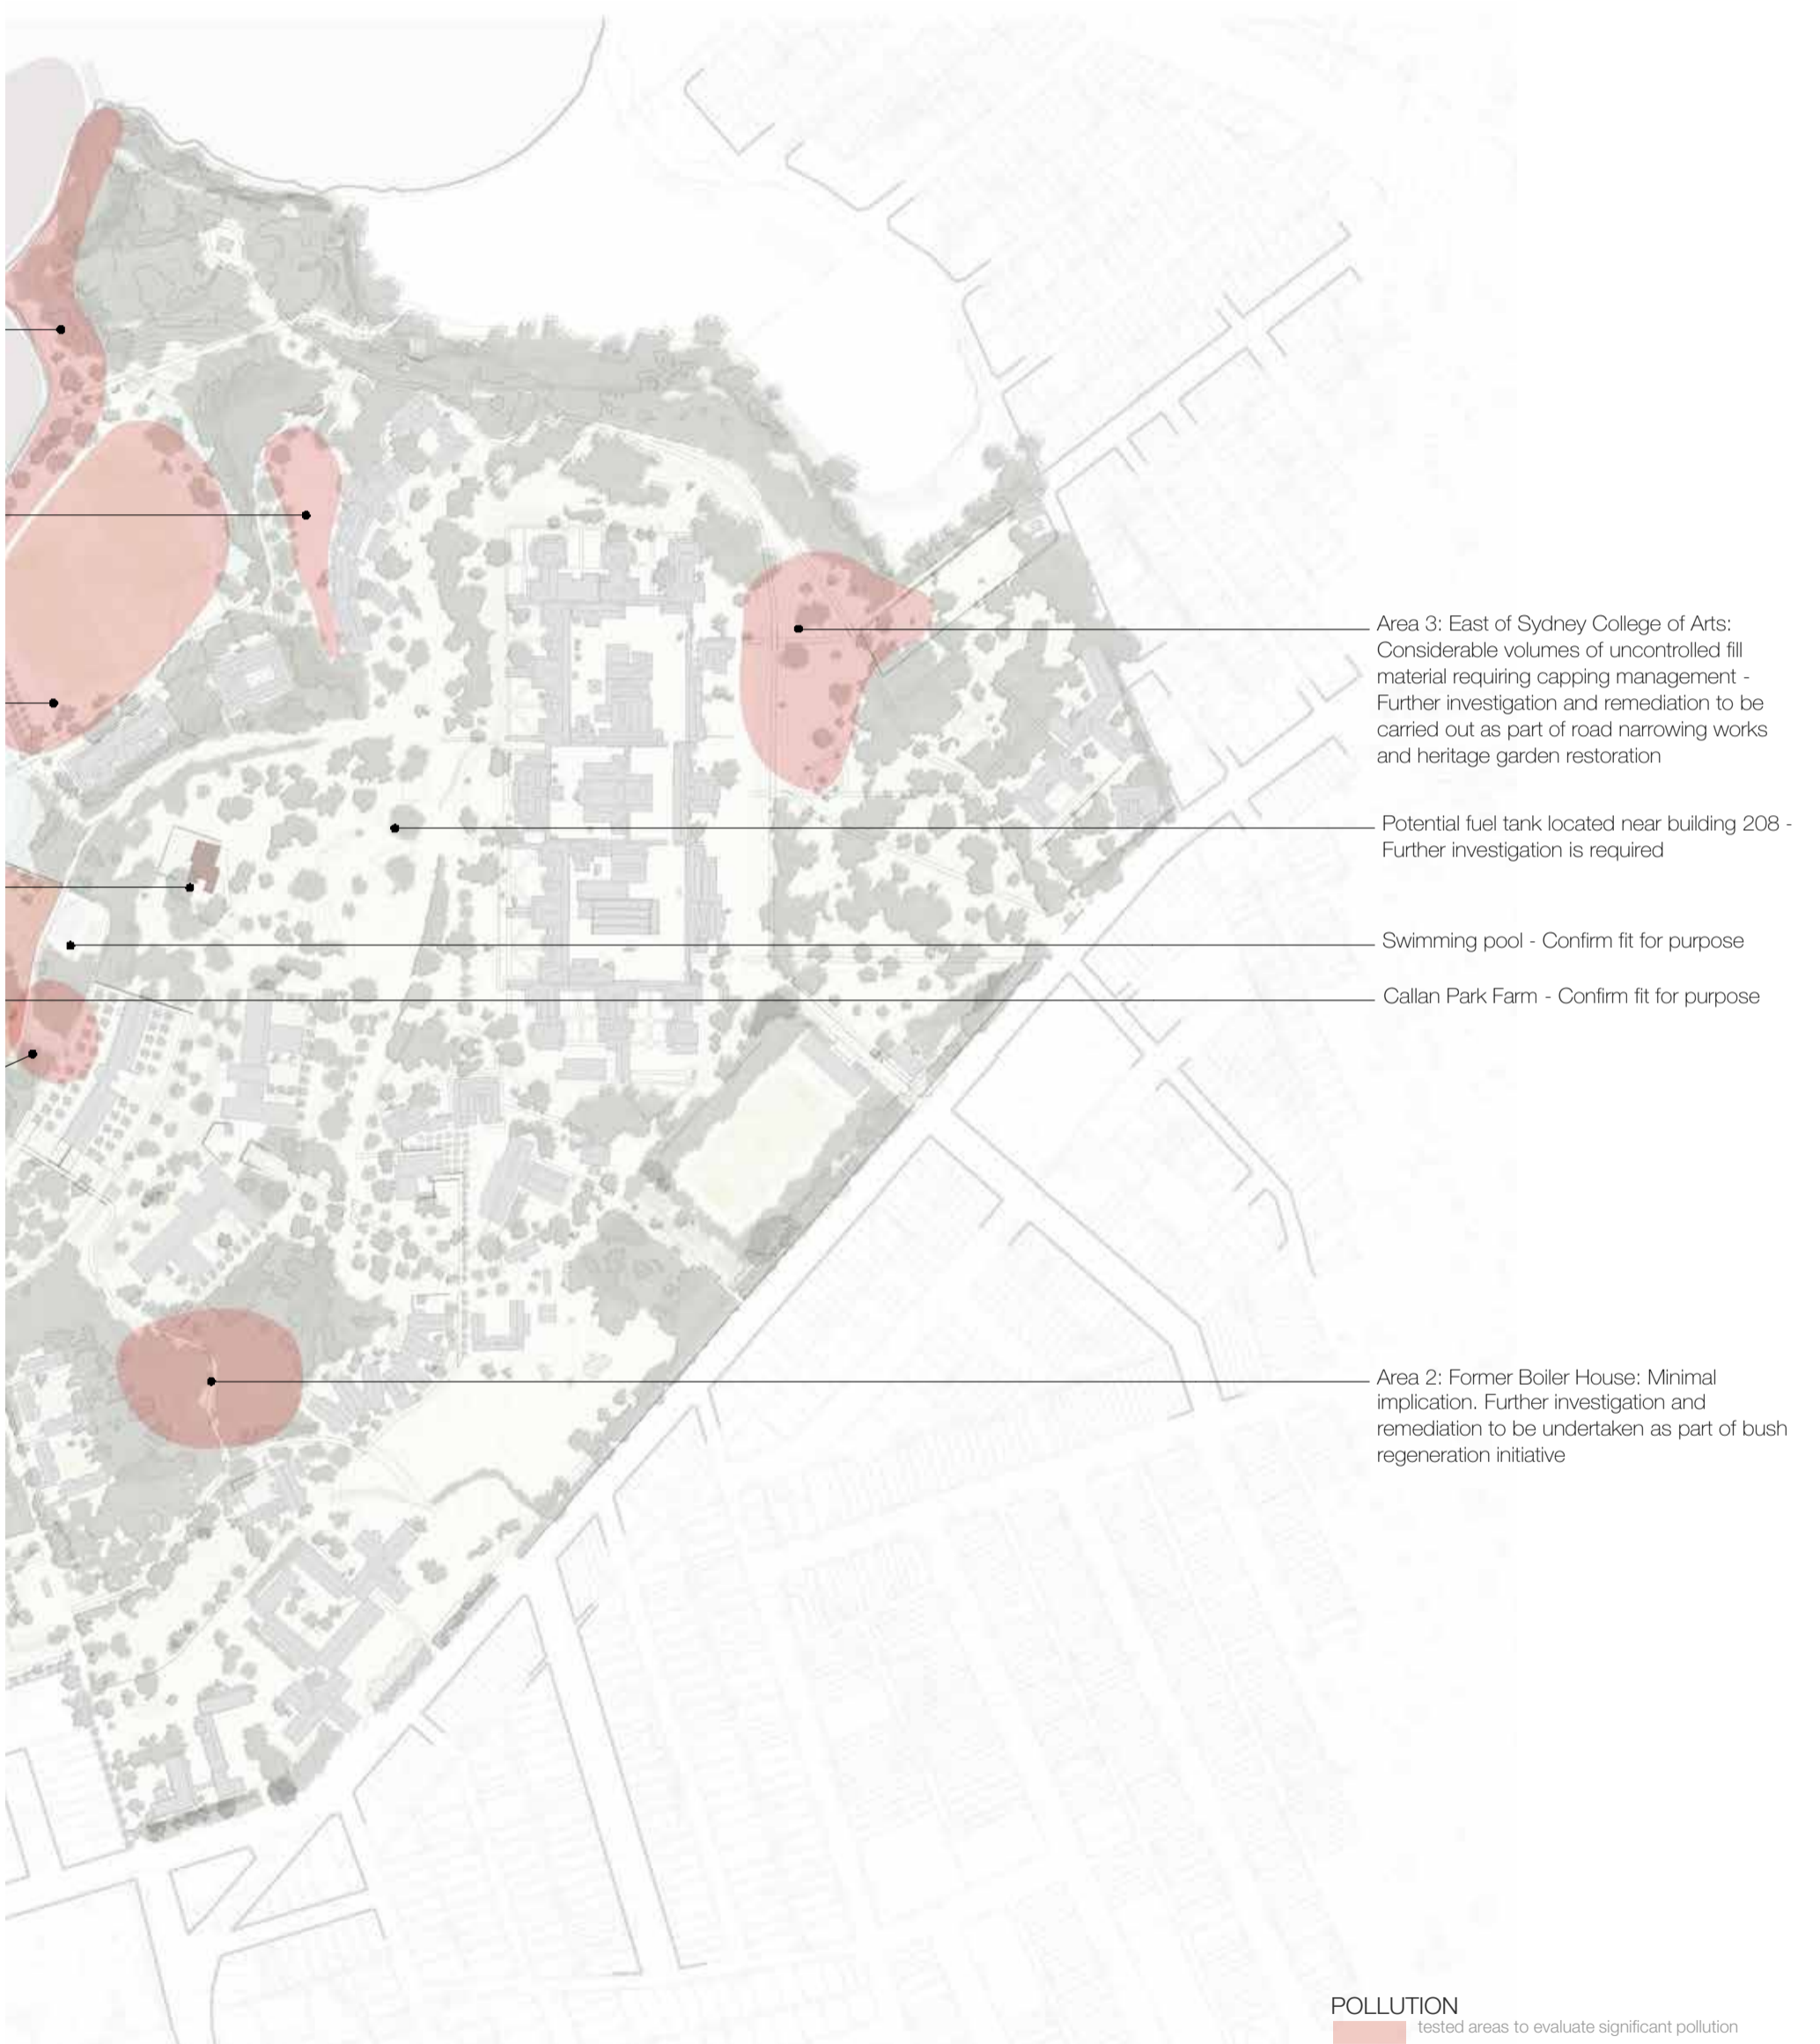 Area 3: East of Sydney College of Arts:
Considerable volumes of uncontrolled fill
material requiring capping management -
Further investigation and remediation to be
carried out as part of road narrowing works
and heritage garden restoration
Potential fuel tank located near building 208 -
Further investigation is required
Swimming pool - Confirm fit for purpose
Callan Park Farm - Confirm fit for purpose
Area 2: Former Boiler House: Minimal
implication. Further investigation and
remediation to be undertaken as part of bush
regeneration initiative
POLLUTION
tested areas to evaluate significant pollution